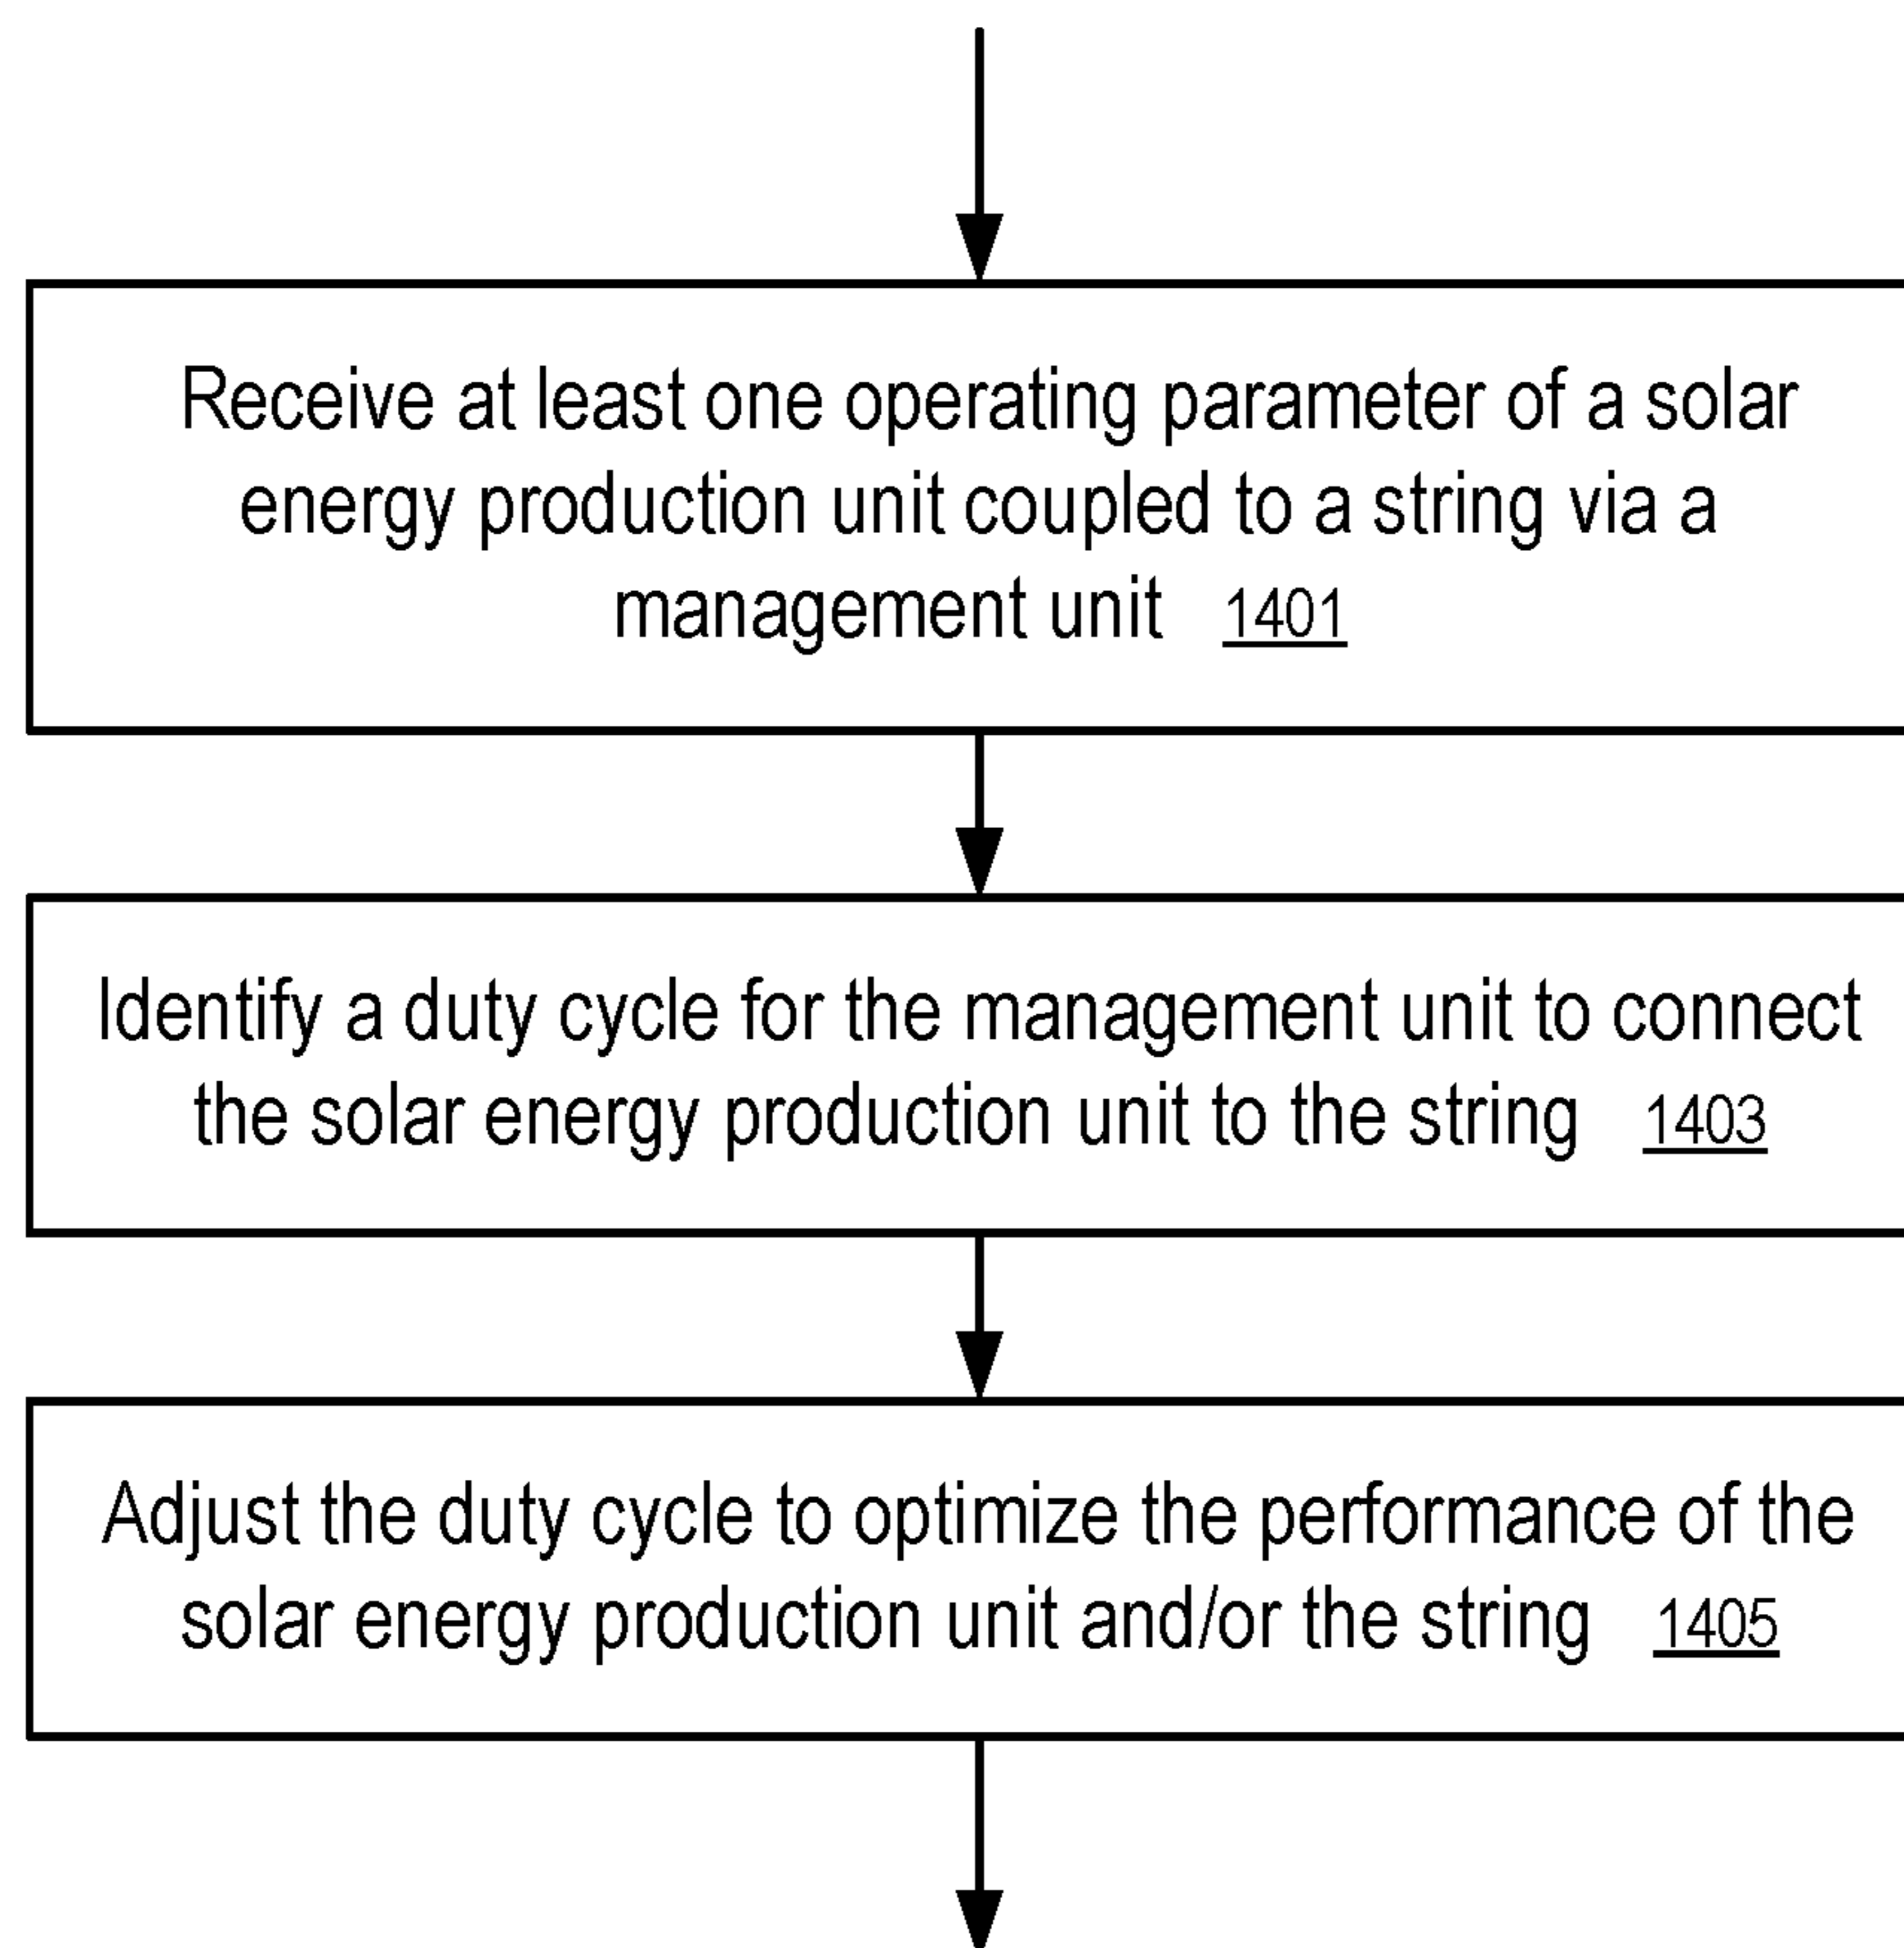 Receive at least one operating parameter of a solar
energy production unit coupled to a string via a
management unit 1401
Identify a duty cycle for the management unit to connect
the solar energy production unit to the string 1403
Adjust the duty cycle to optimize the performance of the
solar energy production unit and/or the string 1405